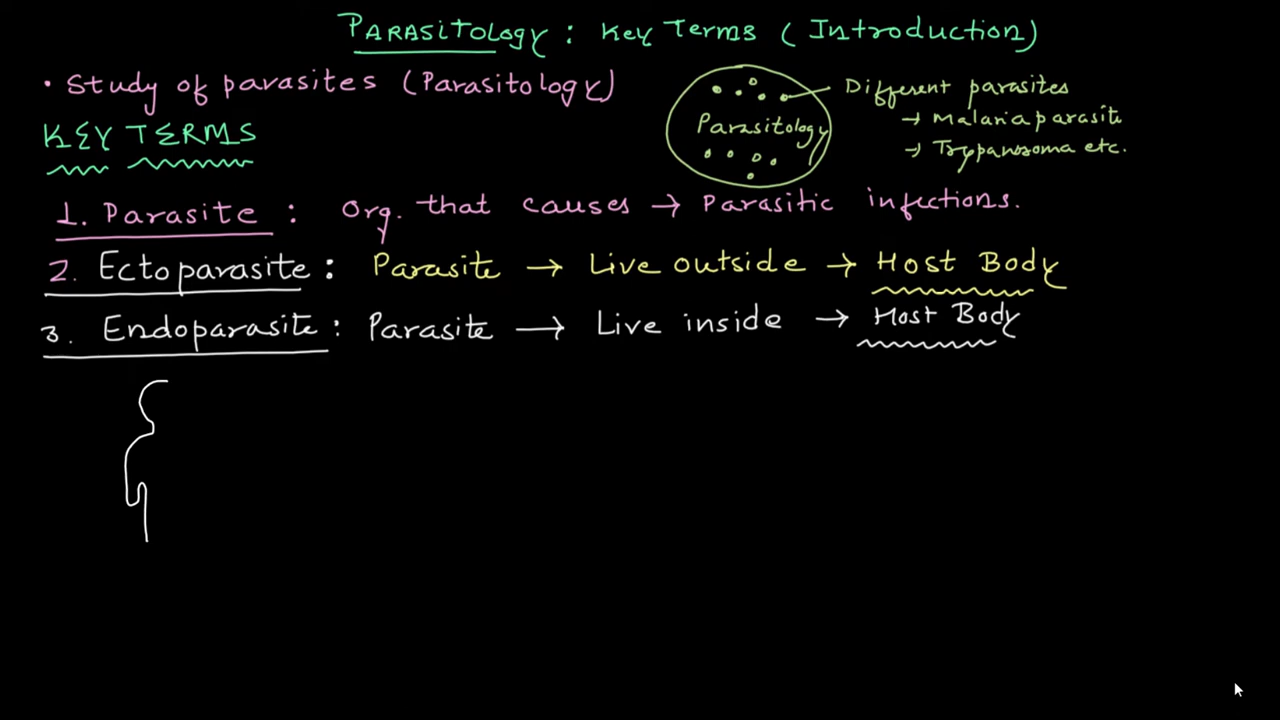 PARASITOLOGY : Key Terms ( Introduction)
• Study of parasites (Parasitology)
Parasitology
Different parasites
→ Malaria parasite
→ Trypanosoma etc.
KEY TERMS
1. Parasite : Org. that causes → Parasitic infections.
2. Ectoparasite : Parasite → Live outside → Host Body
3. Endoparasite : Parasite → Live inside → Host Body